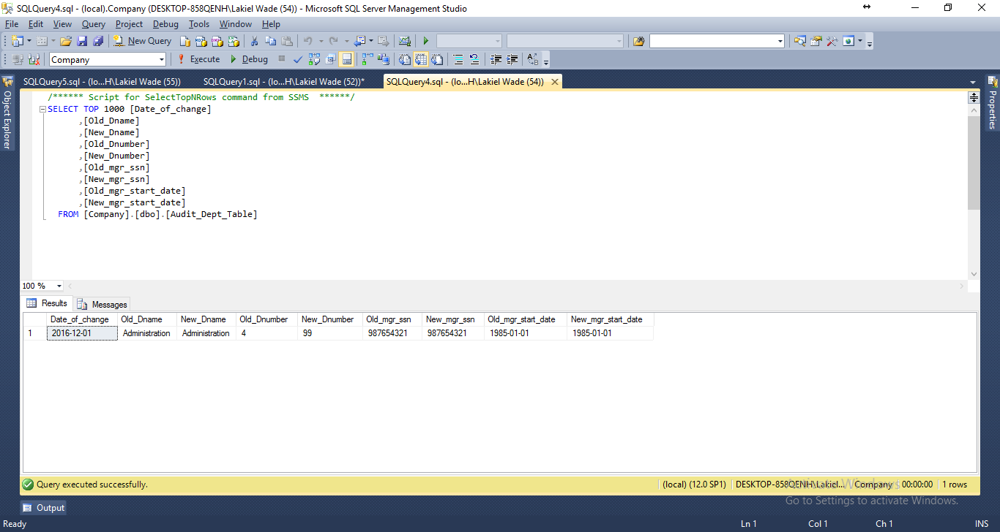 SQLQuery4.sql - (local).Company (DESKTOP-858QENH\Lakiel Wade (54)) - Microsoft SQL Server Management Studio
File Edit View Query Project Debug Tools Window Help
New Query
Company Execute Debug
SQLQuery5.sql - (lo...H\Lakiel Wade (55)) SQLQuery1.sql - (lo...H\Lakiel Wade (52))* SQLQuery4.sql - (lo...H\Lakiel Wade (54))
Object Explorer
Properties
/****** Script for SelectTopNRows command from SSMS ******/
SELECT TOP 1000 [Date_of_change]
,[Old_Dname]
,[New_Dname]
,[Old_Dnumber]
,[New_Dnumber]
,[Old_mgr_ssn]
,[New_mgr_ssn]
,[Old_mgr_start_date]
,[New_mgr_start_date]
FROM [Company].[dbo].[Audit_Dept_Table]
100 %
Results Messages
Date_of_change Old_Dname New_Dname Old_Dnumber New_Dnumber Old_mgr_ssn New_mgr_ssn Old_mgr_start_date New_mgr_start_date
1 2016-12-01 Administration Administration 4 99 987654321 987654321 1985-01-01 1985-01-01
Query executed successfully. (local) (12.0 SP1) DESKTOP-858QENH\Lakiel... Company 00:00:00 1 rows
Activate Windows
Go to Settings to activate Windows.
Output
Ready Ln 1 Col 1 Ch 1 INS